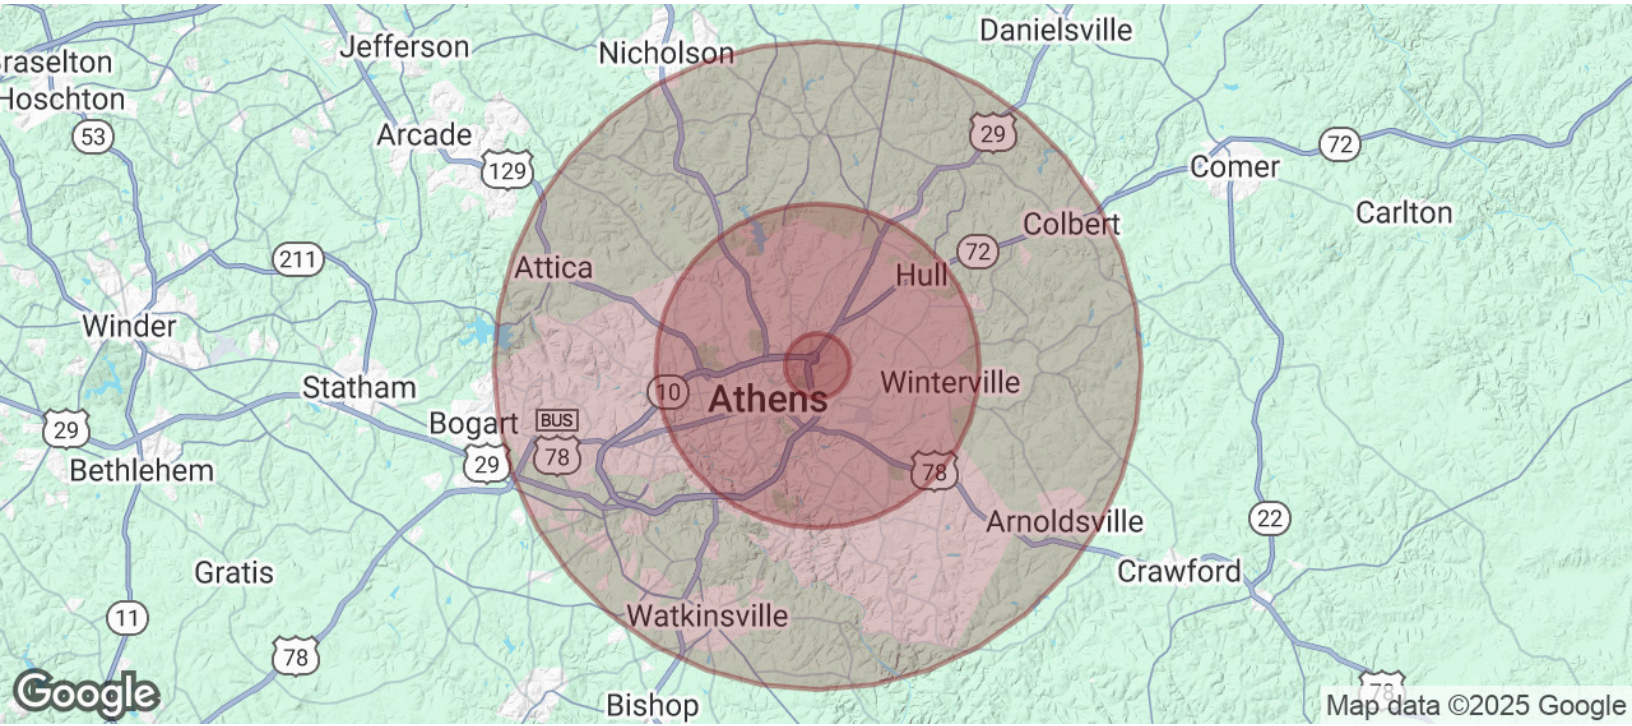 Danielsville
Jefferson
Nicholson
raselton
Hoschton
53
Arcade
29
129
72
Comer
Carlton
Colbert
211
Attica
72
Hull
Winder
Statham
10
Athens
Winterville
Bogart
BUS
78
29
29
Bethlehem
78
Arnoldsville
22
Gratis
Crawford
11
Watkinsville
78
78
Bishop
Google
Map data ©2025 Google